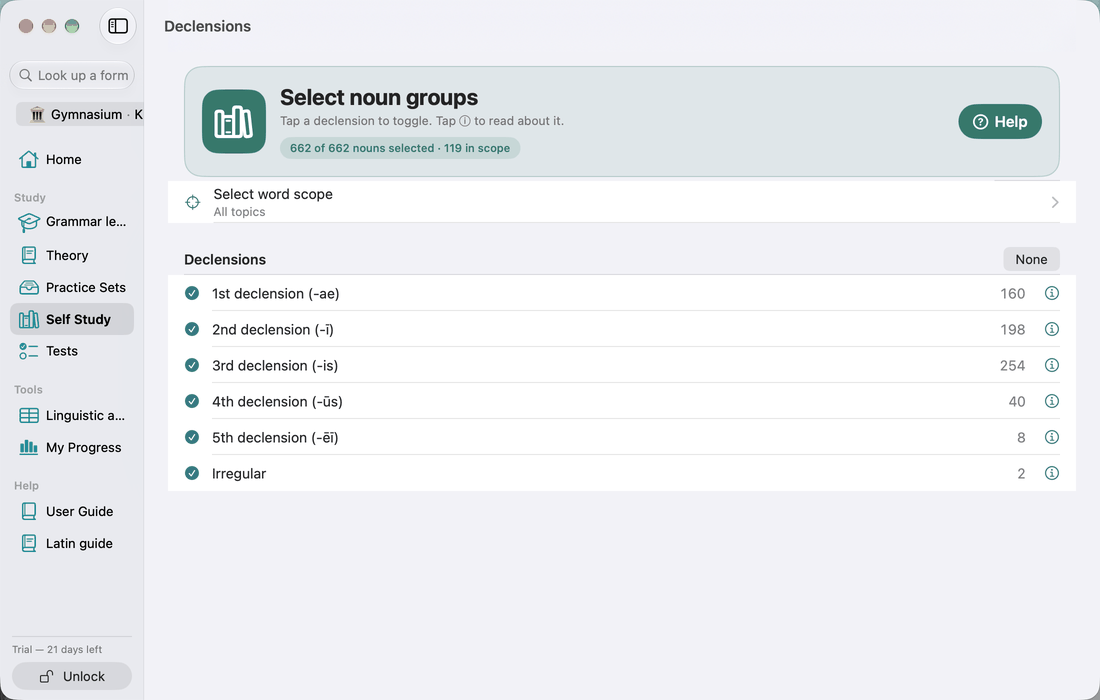 Declensions
Look up a form
Gymnasium · K
Home
Study
Grammar le...
Theory
Practice Sets
Self Study
Tests
Tools
Linguistic a...
My Progress
Help
User Guide
Latin guide
Trial — 21 days left
Unlock
Select noun groups
Tap a declension to toggle. Tap ⓘ to read about it.
662 of 662 nouns selected · 119 in scope
Help
Select word scope
All topics
Declensions
None
1st declension (-ae) 160
2nd declension (-ī) 198
3rd declension (-is) 254
4th declension (-ūs) 40
5th declension (-ēī) 8
Irregular 2